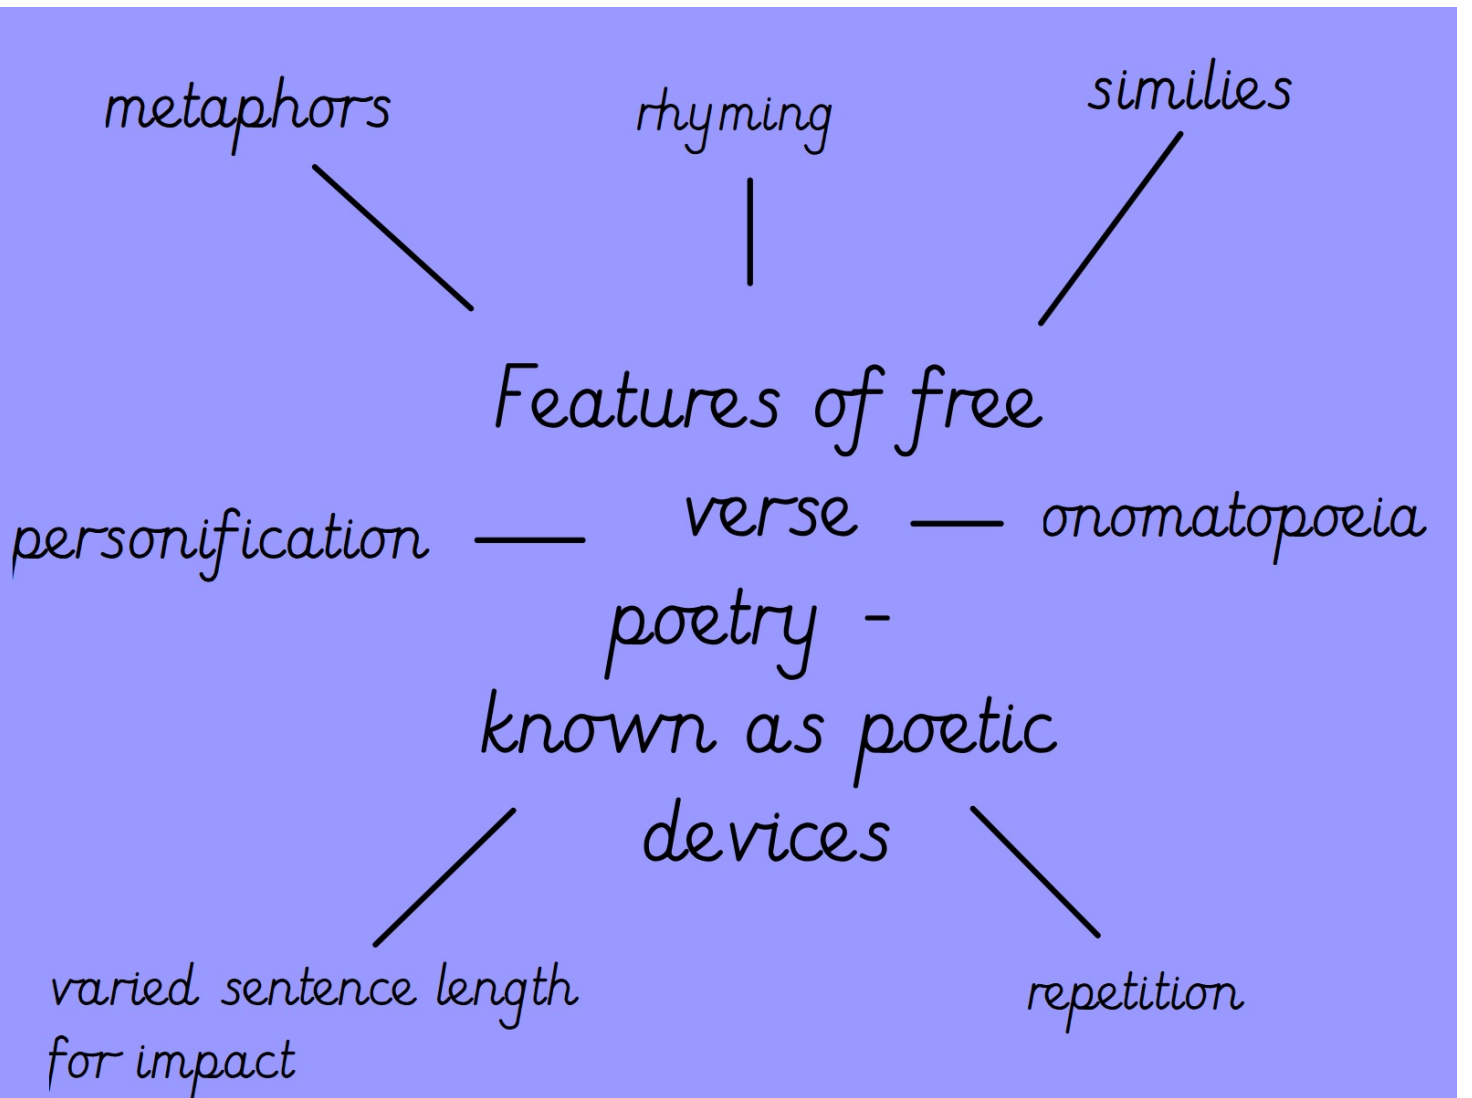 metaphors
rhyming
similies
Features of free
verse
poetry -
known as poetic
devices
personification
onomatopoeia
varied sentence length
for impact
repetition